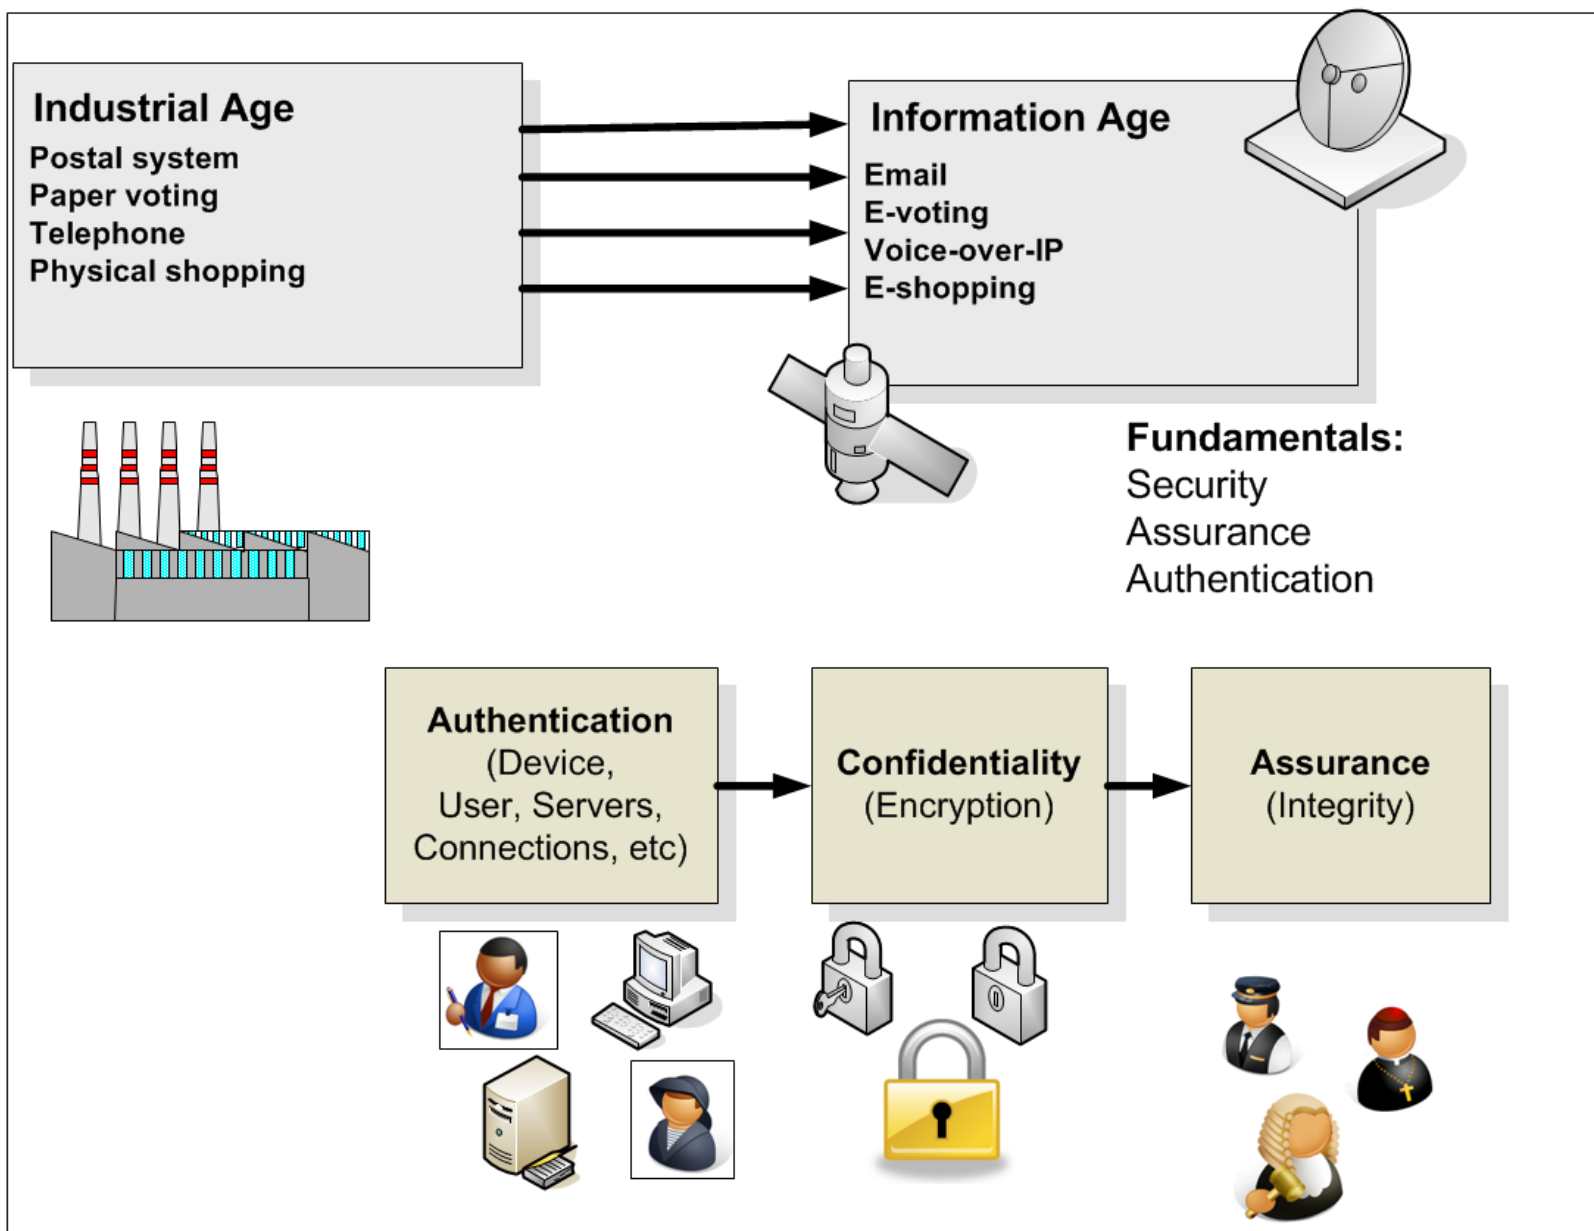 Industrial Age
Postal system
Paper voting
Telephone
Physical shopping
Information Age
Email
E-voting
Voice-over-IP
E-shopping
Fundamentals:
Security
Assurance
Authentication
Authentication
(Device,
User, Servers,
Connections, etc)
Confidentiality
(Encryption)
Assurance
(Integrity)